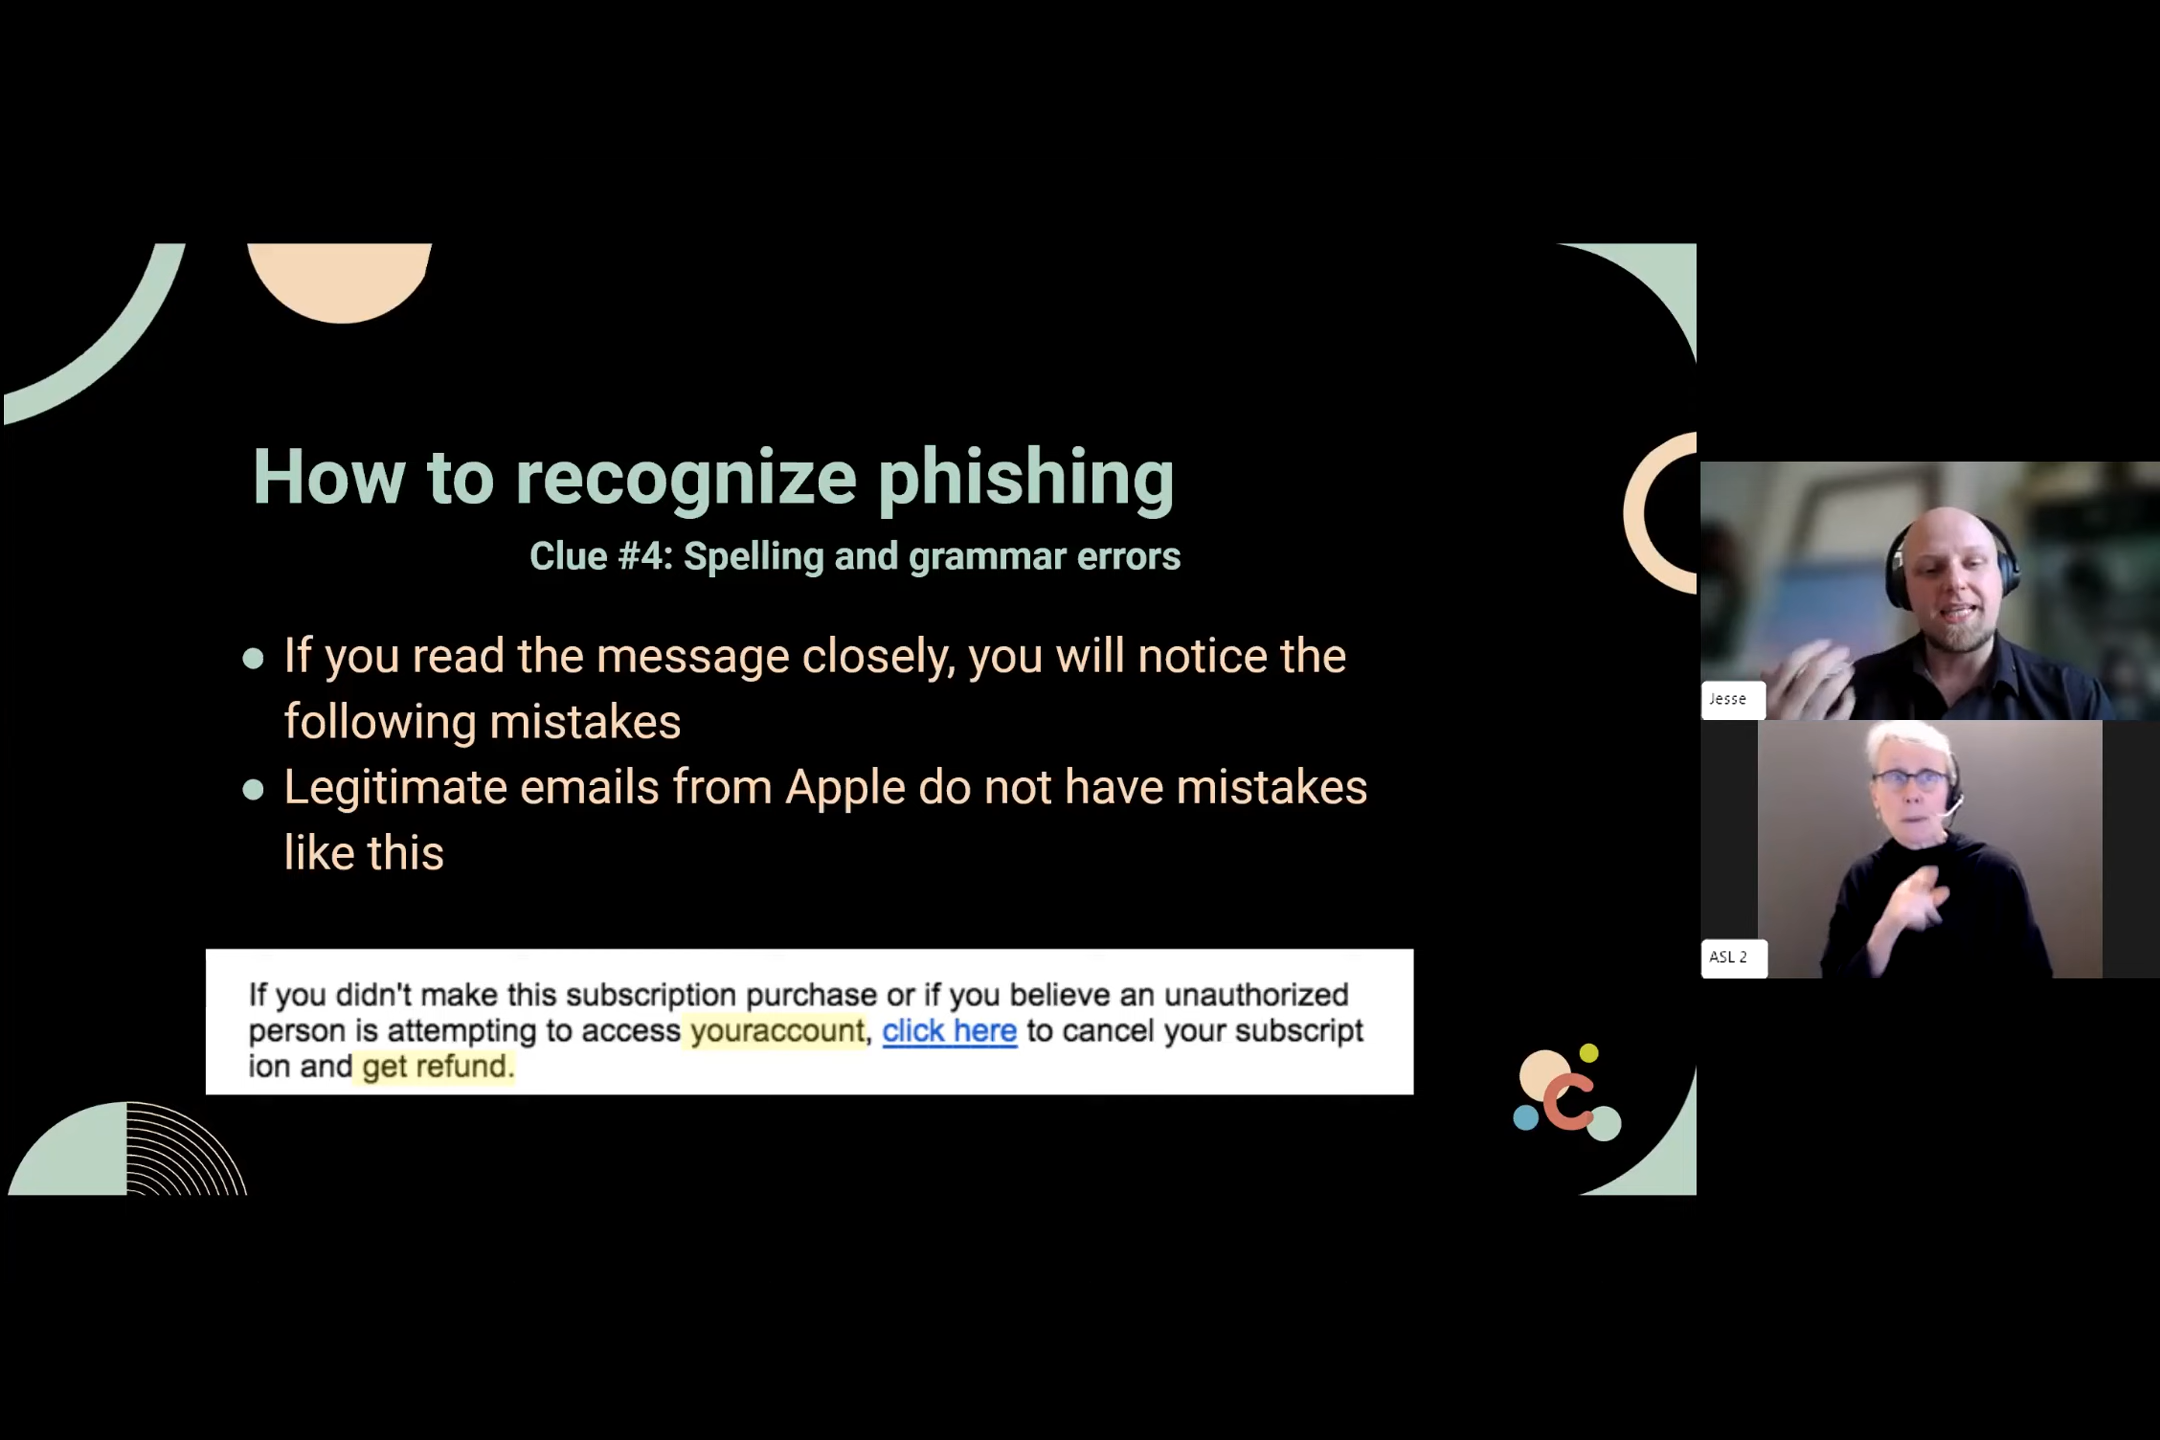 How to recognize phishing
Clue #4: Spelling and grammar errors
If you read the message closely, you will notice the
following mistakes
Legitimate emails from Apple do not have mistakes
like this
If you didn't make this subscription purchase or if you believe an unauthorized
person is attempting to access youraccount, click here to cancel your subscript
ion and get refund.
Jesse
ASL 2